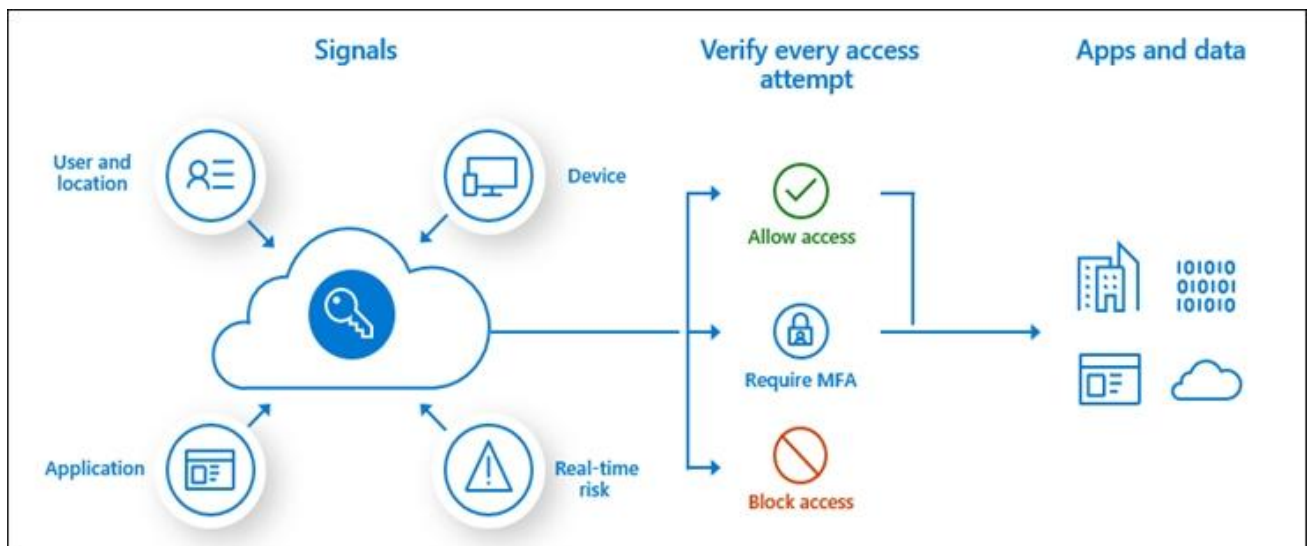 Signals
Verify every access
attempt
Apps and data
User and
location
Device
Allow access
101010
010101
101010
Require MFA
Application
Real-time
risk
Block access